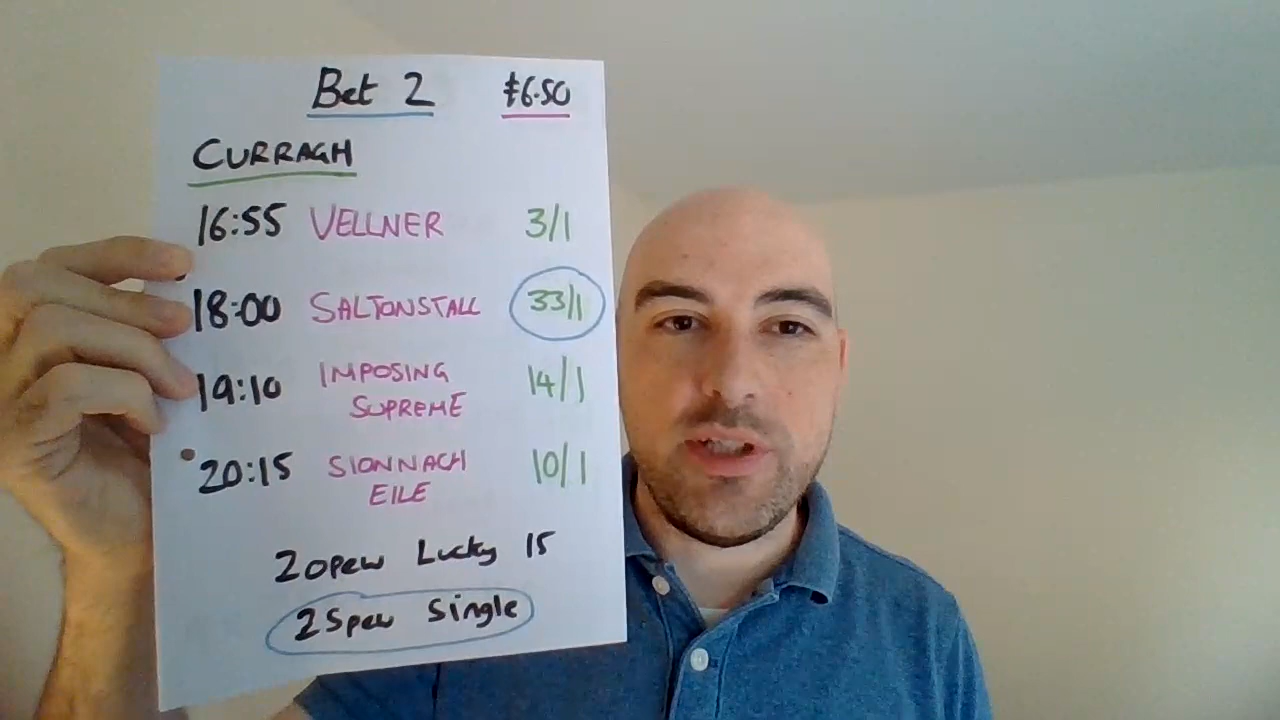 Bet 2 £6.50
CURRAGH
16:55 VELLNER 3/1
18:00 SALTONSTALL 33/1
19:10 IMPOSING 14/1
SUPREME
20:15 SIONNACH 10/1
EILE
20pew Lucky 15
25pew Single